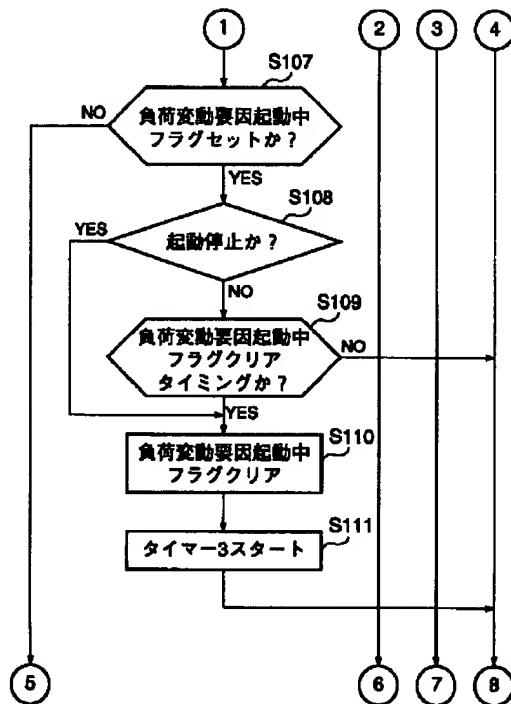 1
2
3
4
S107
負荷変動要因起動中
フラグセットか？
NO
YES
S108
起動停止か？
YES
NO
S109
負荷変動要因起動中
フラグクリア
タイミングか？
NO
YES
S110
負荷変動要因起動中
フラグクリア
S111
タイマー3スタート
5
6
7
8